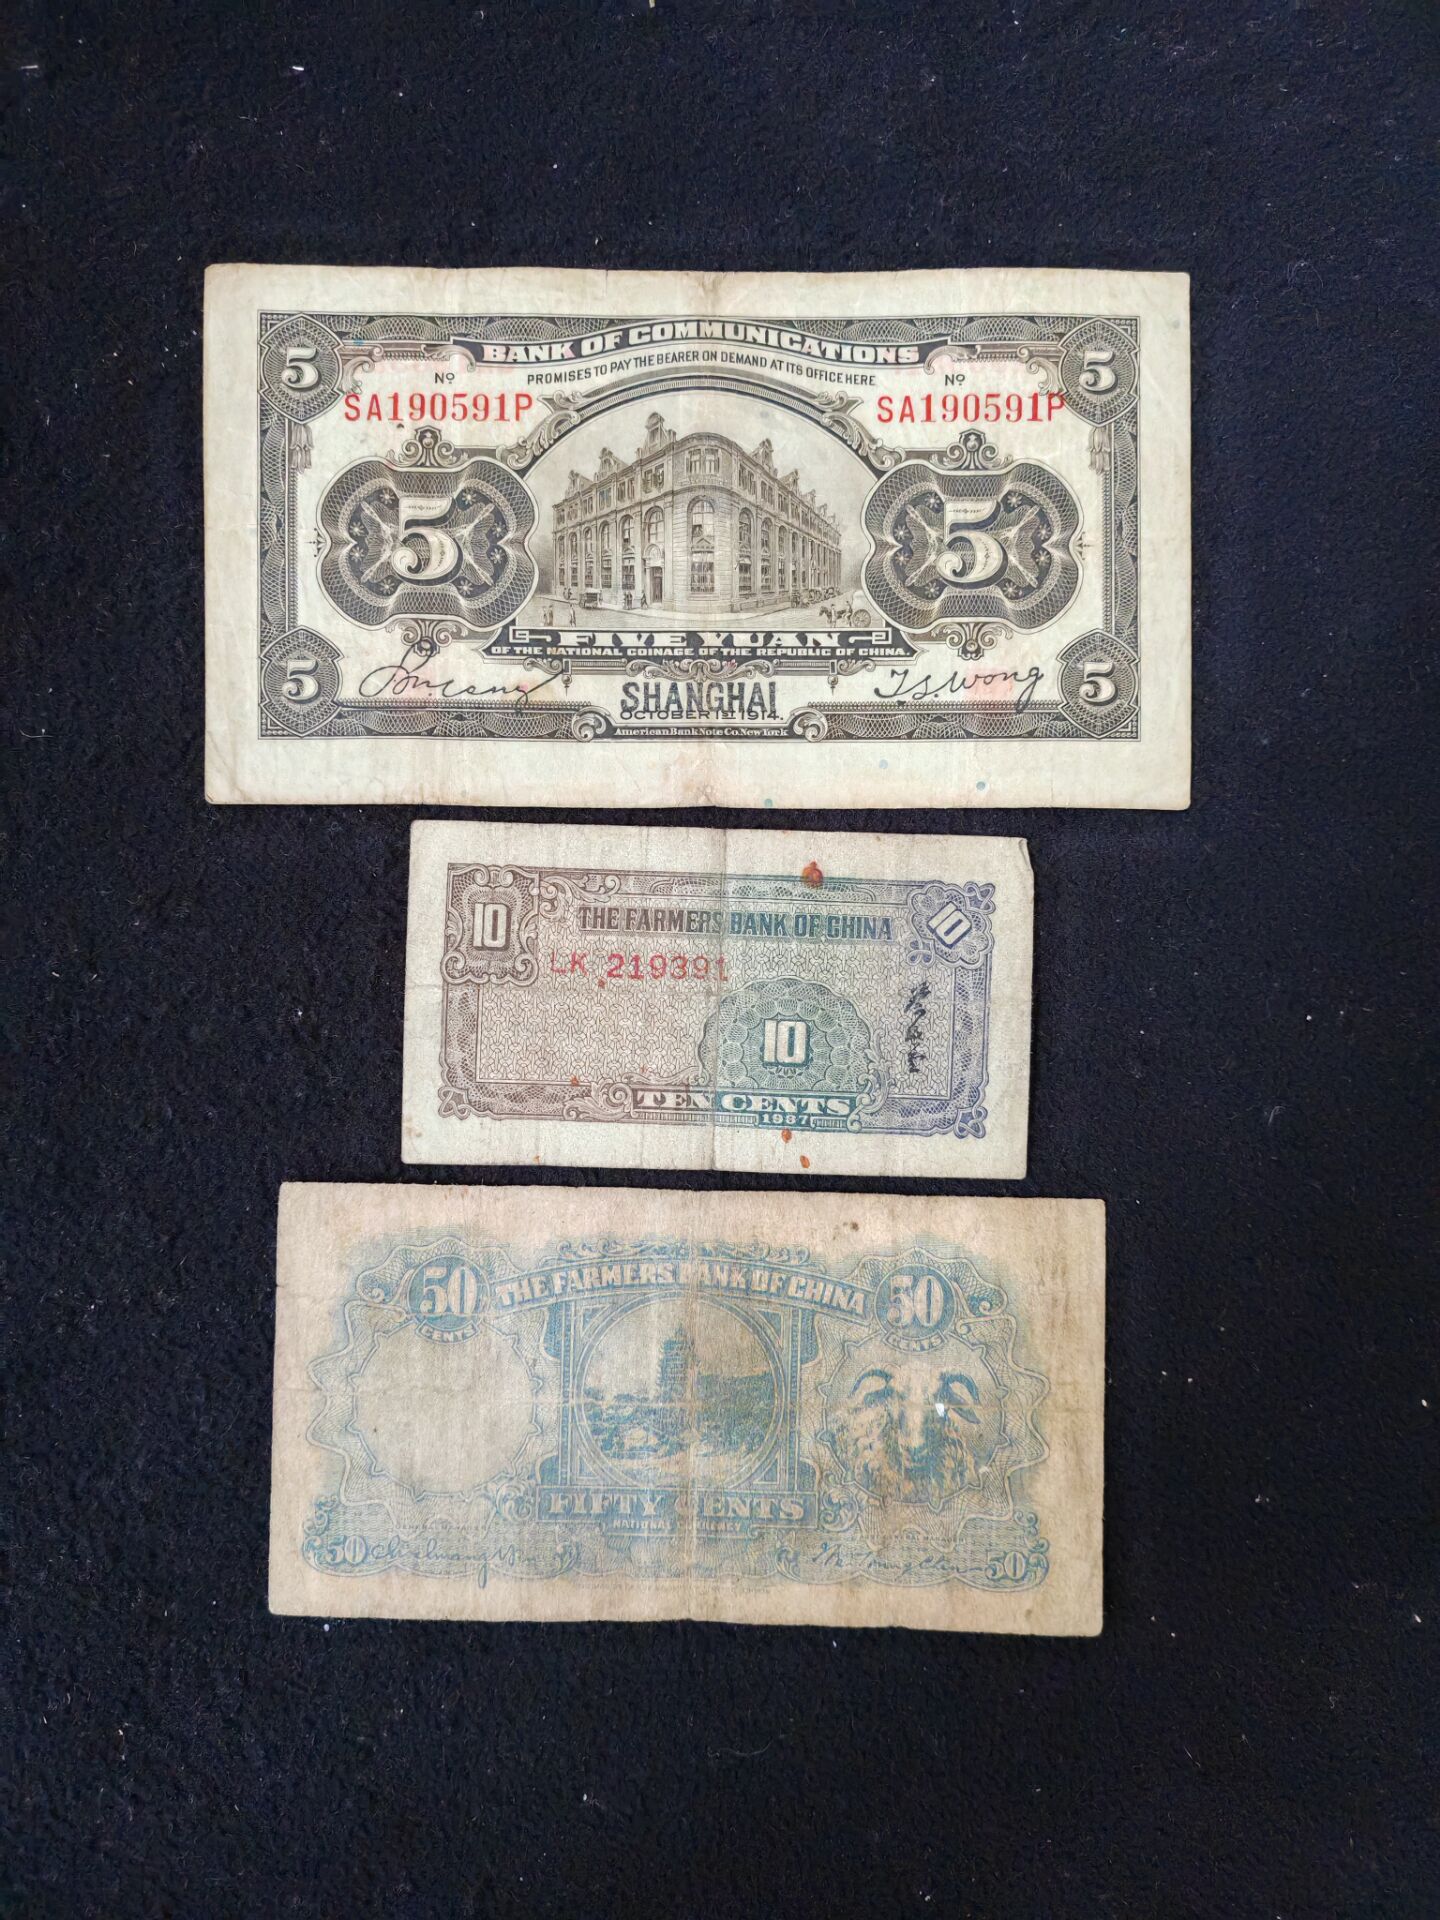 BANK OF COMMUNICATIONS
PROMISES TO PAY THE BEARER ON DEMAND AT ITS OFFICE HERE
5 5
Nº Nº
SA190591P SA190591P
5 5
FIVE YUAN
OF THE NATIONAL COINAGE OF THE REPUBLIC OF CHINA.
5 5
T.S. Wong
SHANGHAI
OCTOBER 1ST 1914.
American Bank Note Co. New York
10 THE FARMERS BANK OF CHINA 10
LK 219391
10
TEN CENTS
1937
50 THE FARMERS BANK OF CHINA 50
CENTS CENTS
FIFTY CENTS
NATIONAL CURRENCY
50 50